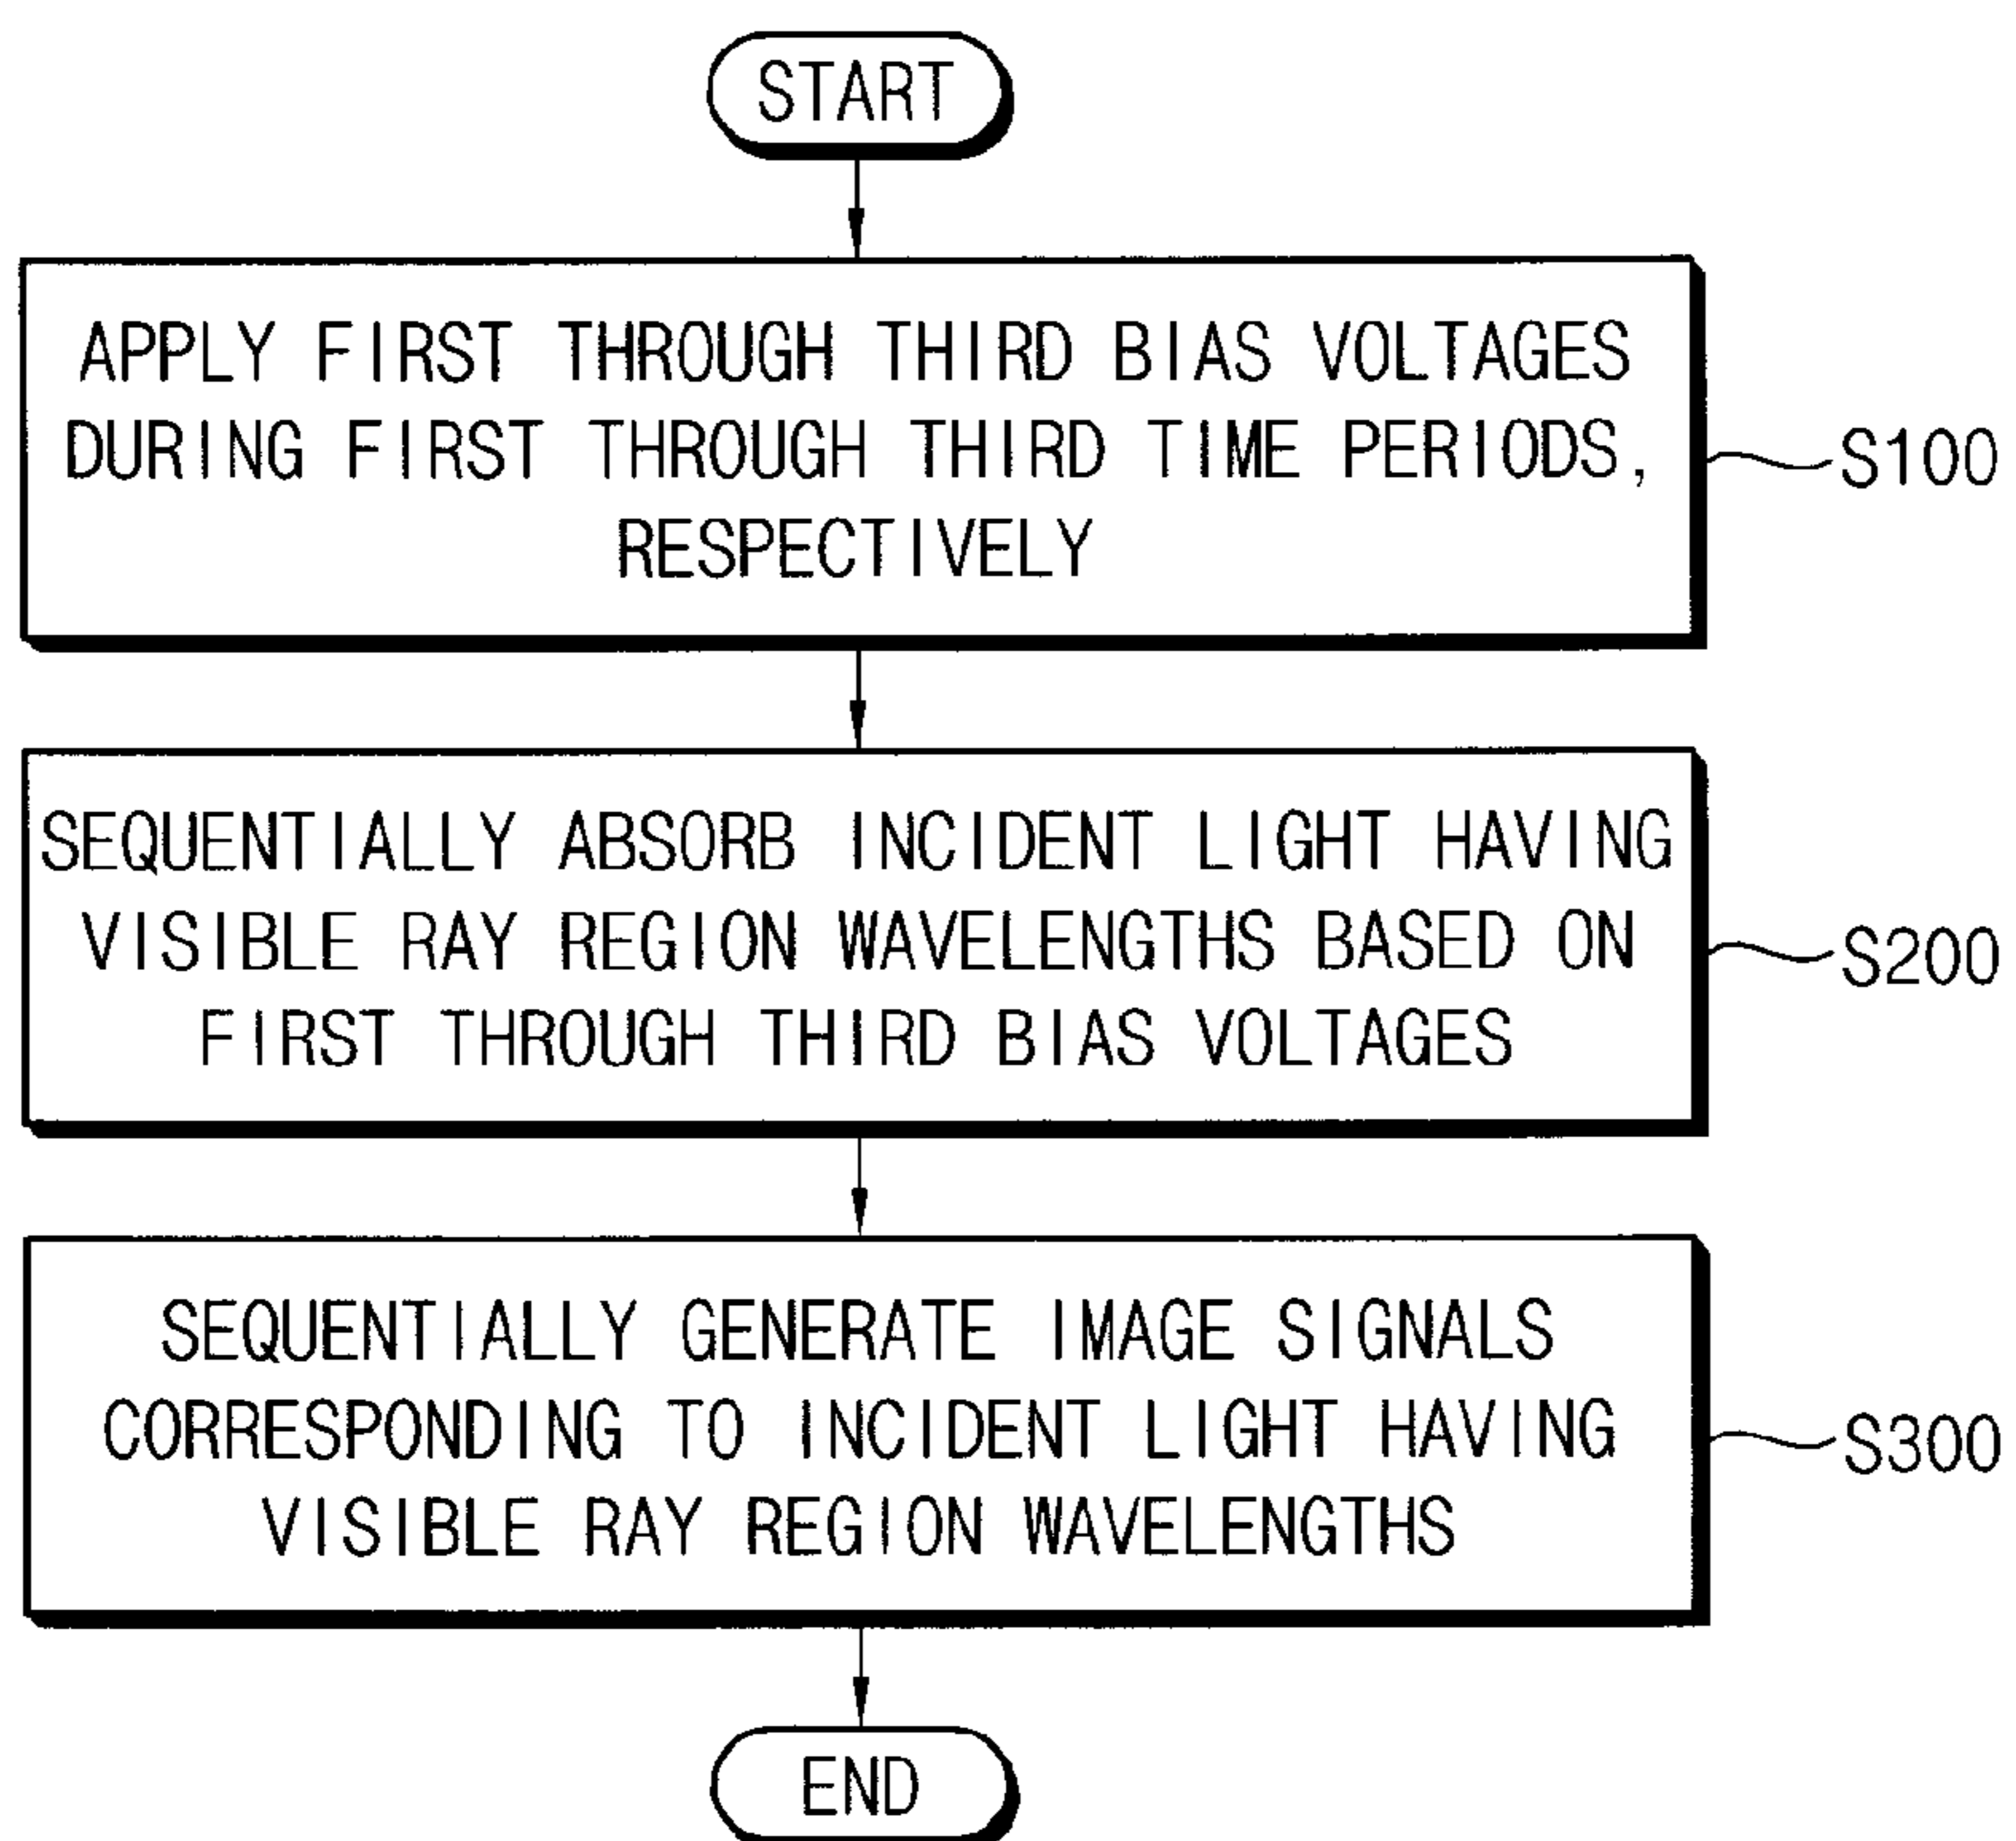 START
APPLY FIRST THROUGH THIRD BIAS VOLTAGES
DURING FIRST THROUGH THIRD TIME PERIODS,
RESPECTIVELY
S100
SEQUENTIALLY ABSORB INCIDENT LIGHT HAVING
VISIBLE RAY REGION WAVELENGTHS BASED ON
FIRST THROUGH THIRD BIAS VOLTAGES
S200
SEQUENTIALLY GENERATE IMAGE SIGNALS
CORRESPONDING TO INCIDENT LIGHT HAVING
VISIBLE RAY REGION WAVELENGTHS
S300
END